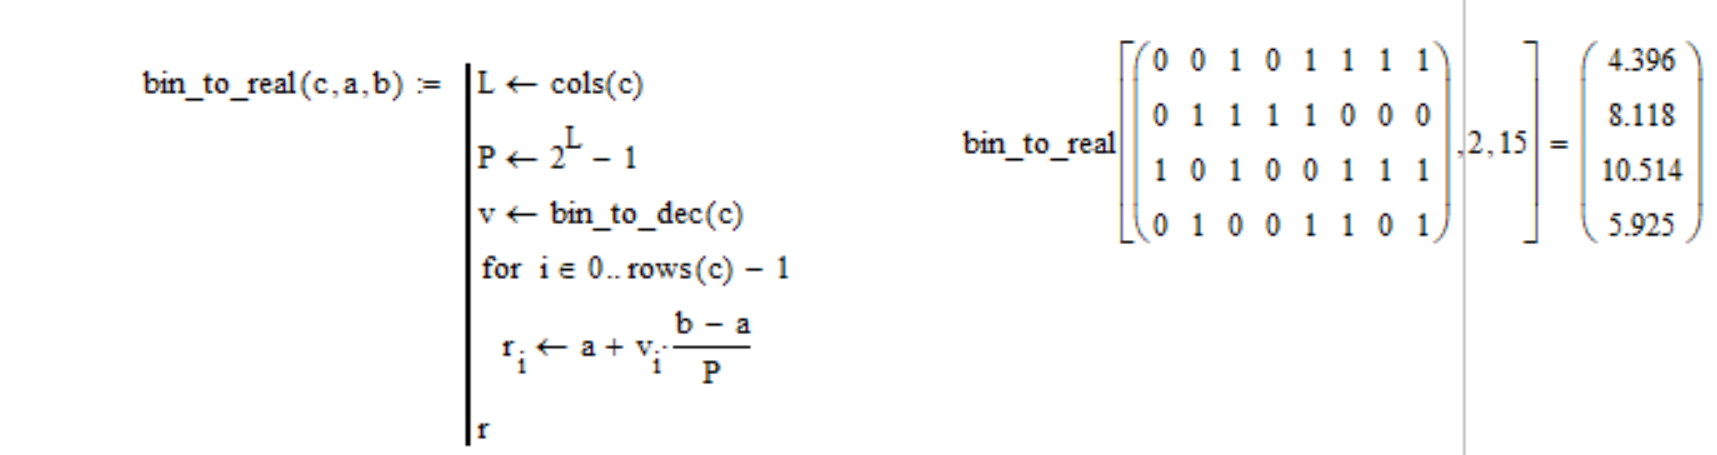 bin_to_real(c,a,b) :=
L ← cols(c)
P ← 2^L − 1
v ← bin_to_dec(c)
for i ∈ 0.. rows(c) − 1
r_i ← a + v_i · (b − a)/P
r
bin_to_real[(
0 0 1 0 1 1 1 1
0 1 1 1 1 0 0 0
1 0 1 0 0 1 1 1
0 1 0 0 1 1 0 1
),2,15] =
4.396
8.118
10.514
5.925